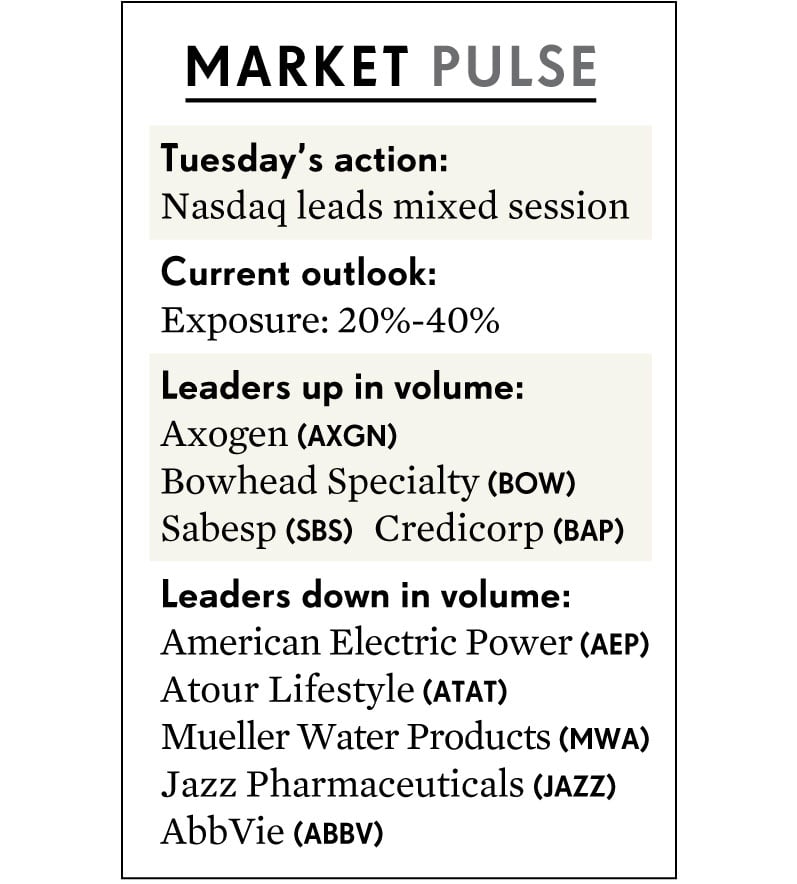 MARKET PULSE
Tuesday's action:
Nasdaq leads mixed session
Current outlook:
Exposure: 20%-40%
Leaders up in volume:
Axogen (AXGN)
Bowhead Specialty (BOW)
Sabesp (SBS) Credicorp (BAP)
Leaders down in volume:
American Electric Power (AEP)
Atour Lifestyle (ATAT)
Mueller Water Products (MWA)
Jazz Pharmaceuticals (JAZZ)
AbbVie (ABBV)